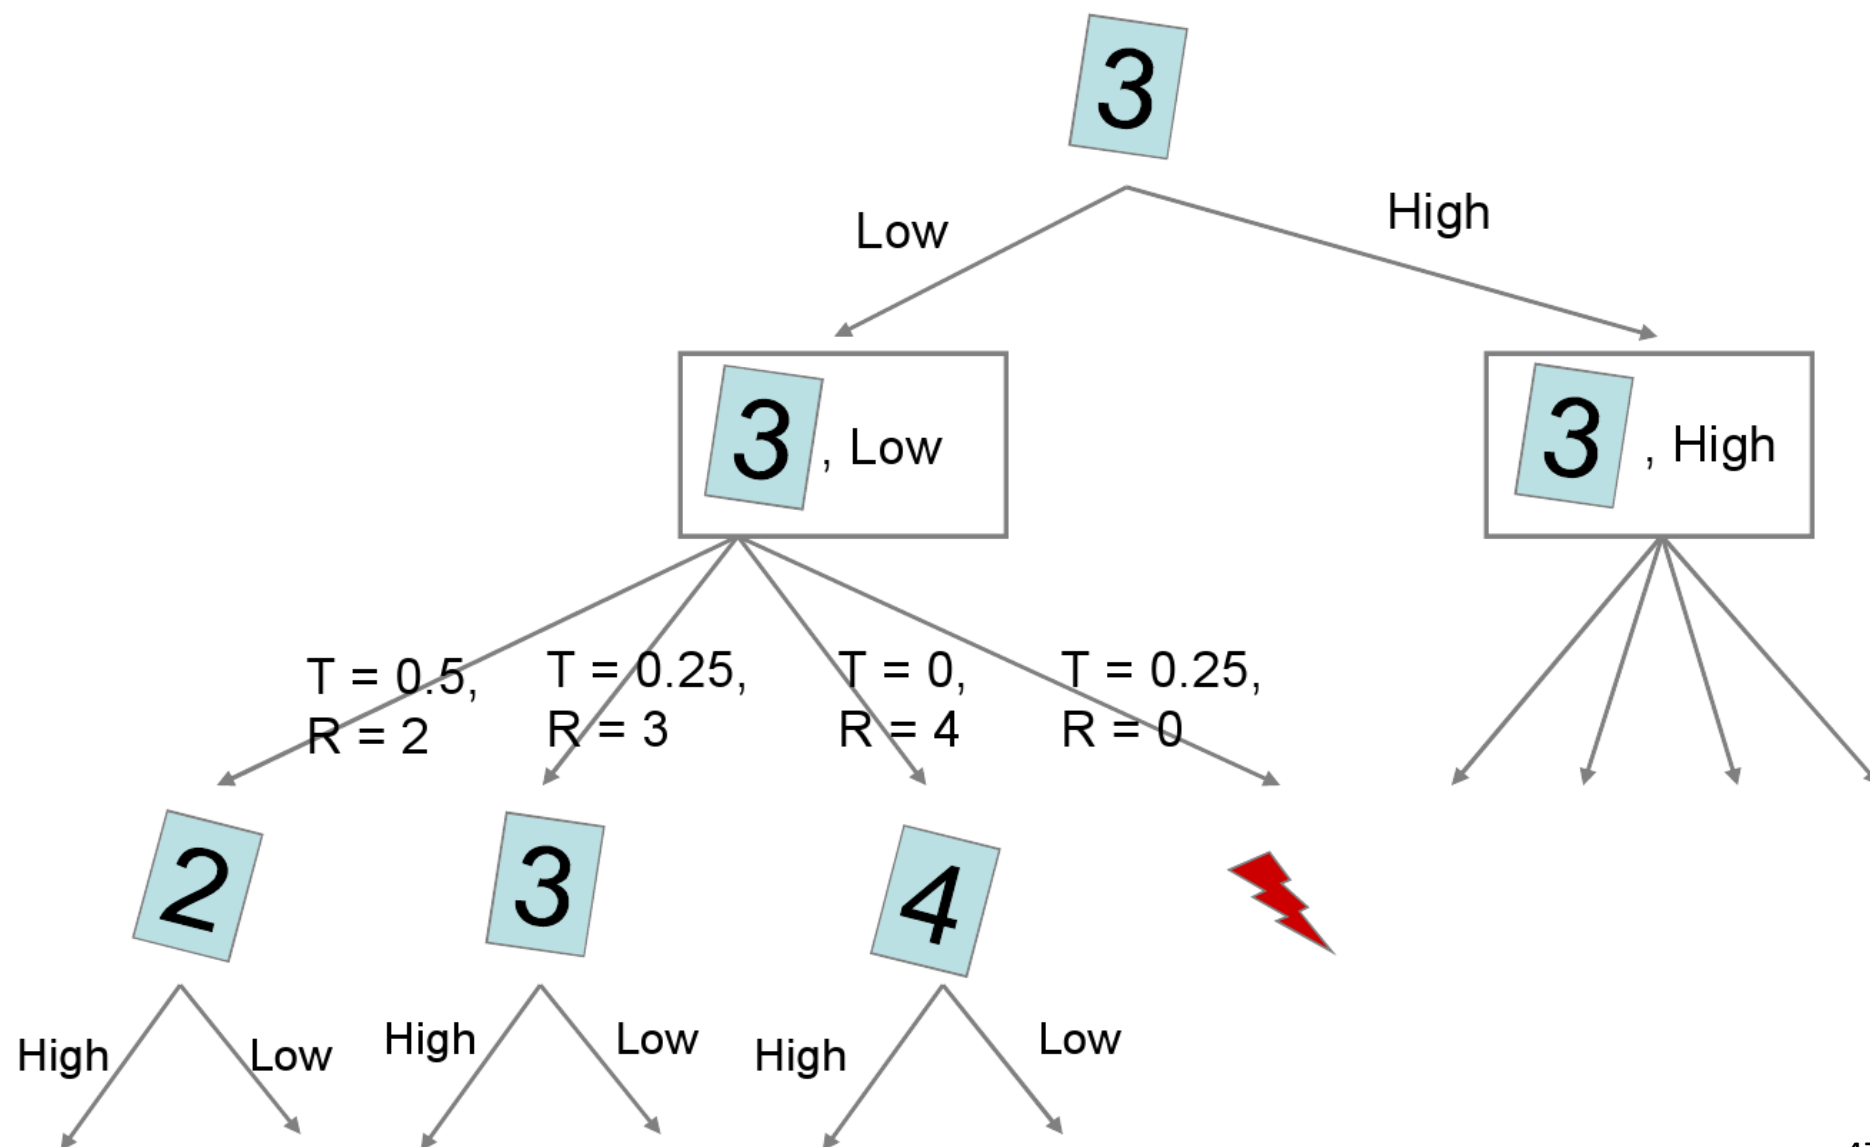 3
Low
High
3 , Low
3 , High
T = 0.5,
R = 2
T = 0.25,
R = 3
T = 0,
R = 4
T = 0.25,
R = 0
2
3
4
High
Low
High
Low
High
Low